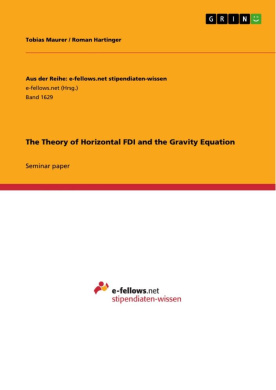 GRIN
Tobias Maurer / Roman Hartinger
Aus der Reihe: e-fellows.net stipendiaten-wissen
e-fellows.net (Hrsg.)
Band 1629
The Theory of Horizontal FDI and the Gravity Equation
Seminar paper
e-fellows.net
stipendiaten-wissen